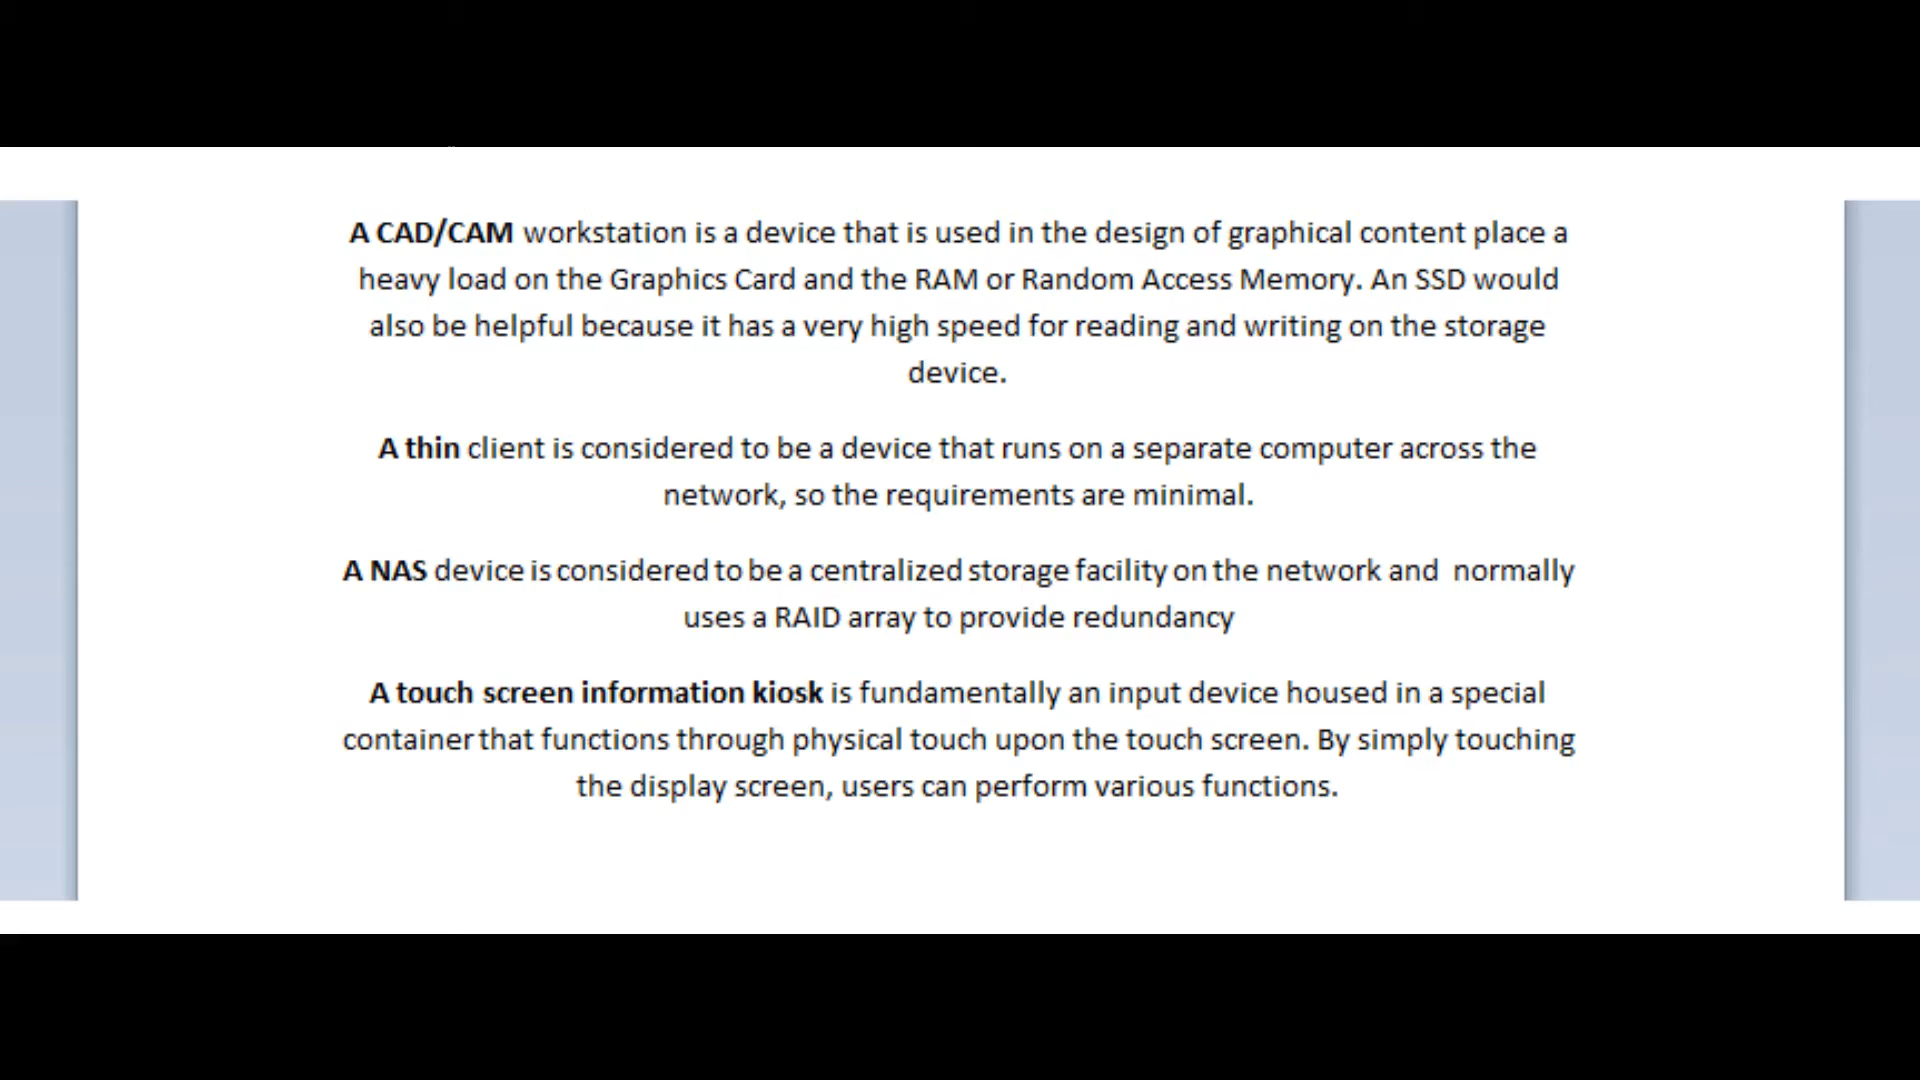 A CAD/CAM workstation is a device that is used in the design of graphical content place a
heavy load on the Graphics Card and the RAM or Random Access Memory. An SSD would
also be helpful because it has a very high speed for reading and writing on the storage
device.
A thin client is considered to be a device that runs on a separate computer across the
network, so the requirements are minimal.
A NAS device is considered to be a centralized storage facility on the network and normally
uses a RAID array to provide redundancy
A touch screen information kiosk is fundamentally an input device housed in a special
container that functions through physical touch upon the touch screen. By simply touching
the display screen, users can perform various functions.